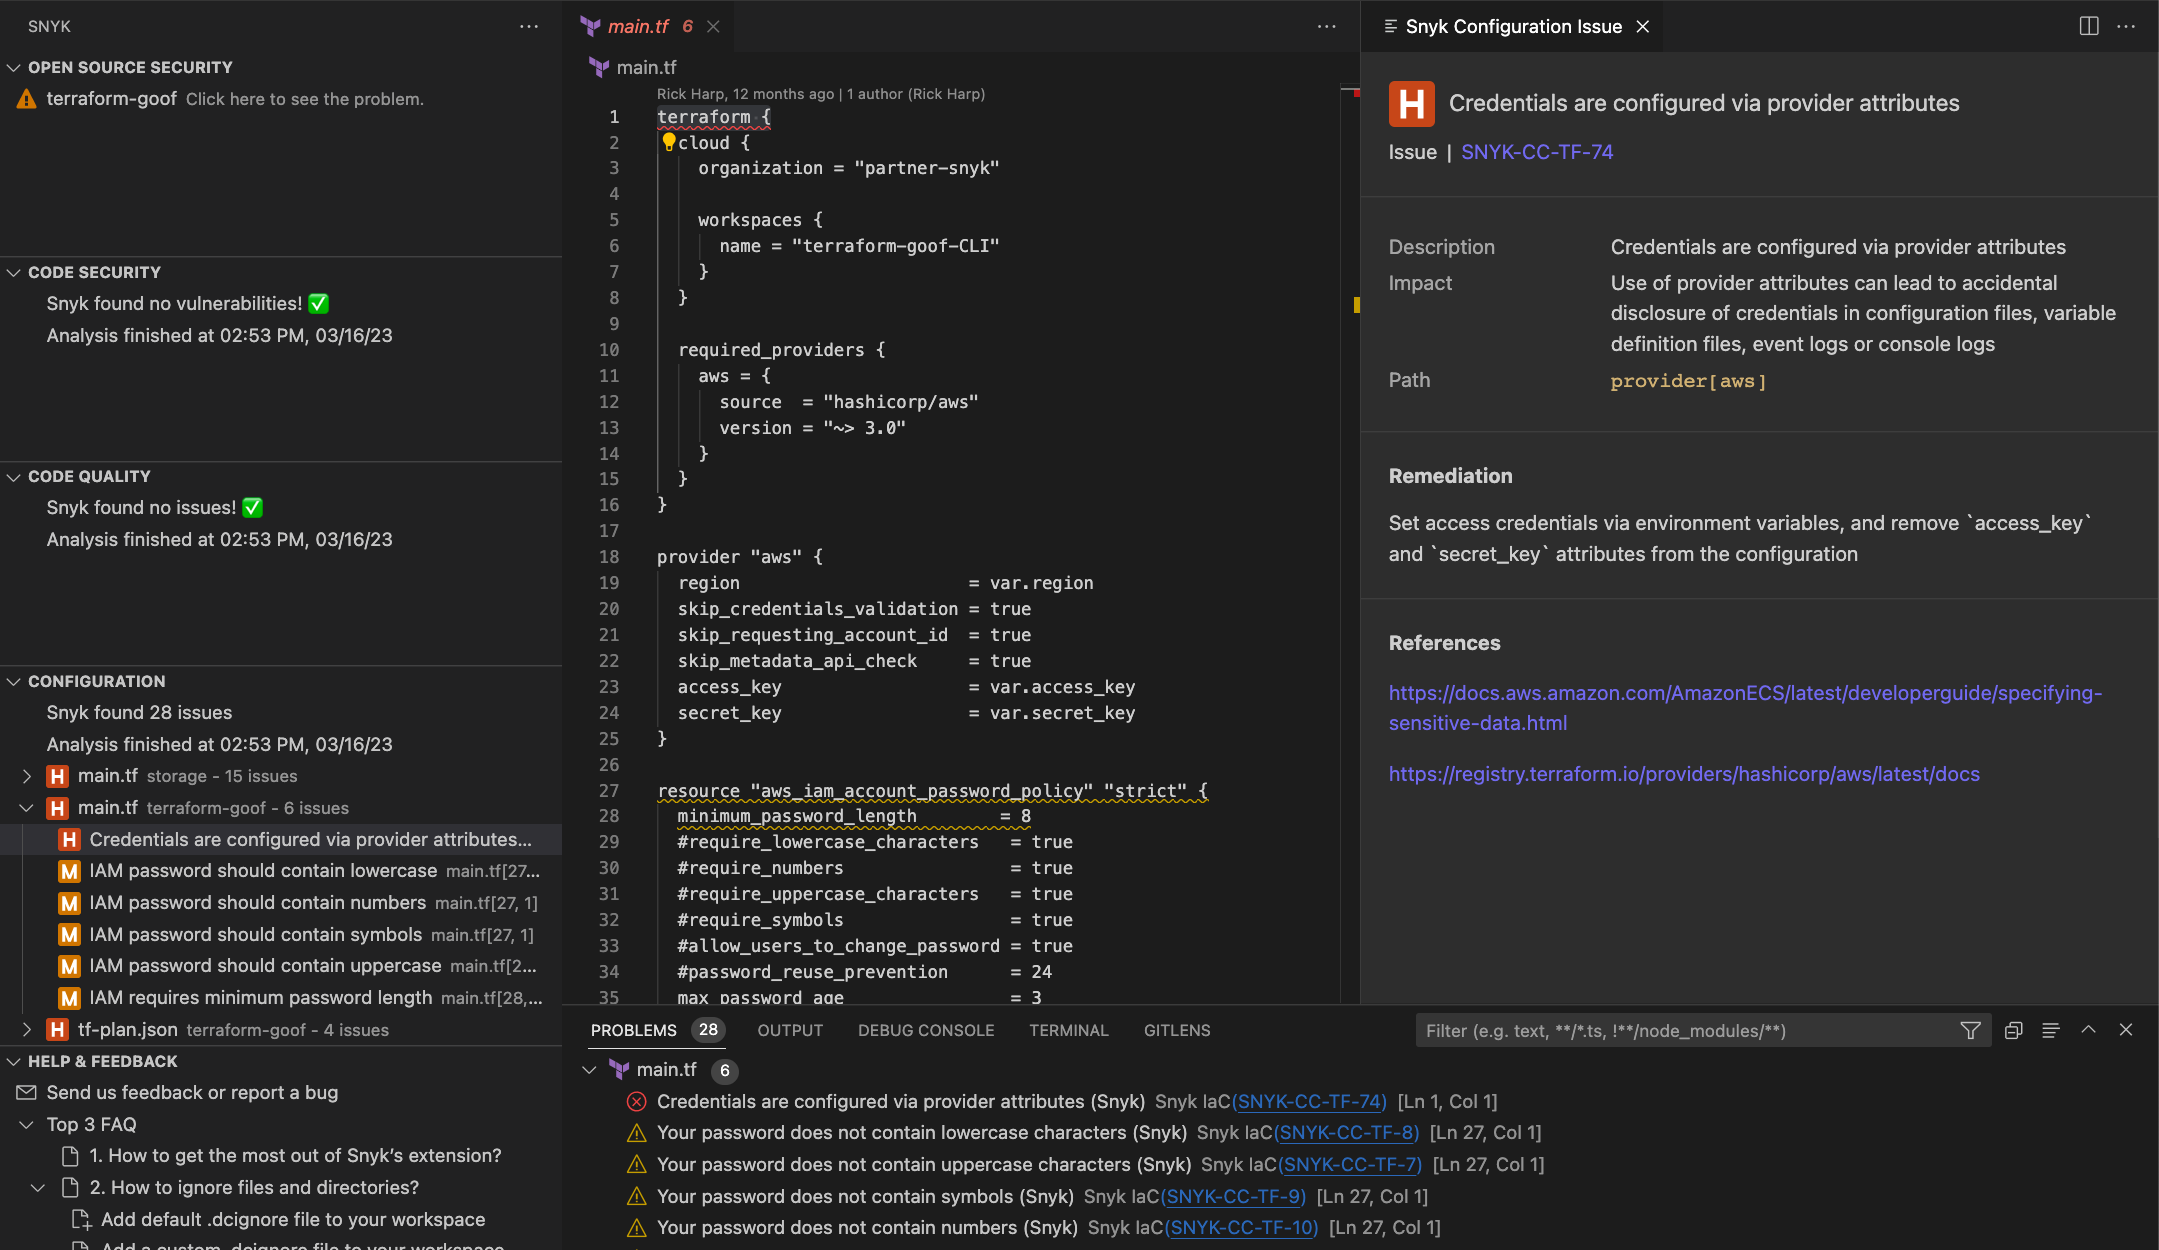 SNYK
OPEN SOURCE SECURITY
terraform-goof Click here to see the problem.
CODE SECURITY
Snyk found no vulnerabilities! ✅
Analysis finished at 02:53 PM, 03/16/23
CODE QUALITY
Snyk found no issues! ✅
Analysis finished at 02:53 PM, 03/16/23
CONFIGURATION
Snyk found 28 issues
Analysis finished at 02:53 PM, 03/16/23
H main.tf storage - 15 issues
H main.tf terraform-goof - 6 issues
H Credentials are configured via provider attributes...
M IAM password should contain lowercase main.tf[27...
M IAM password should contain numbers main.tf[27, 1]
M IAM password should contain symbols main.tf[27, 1]
M IAM password should contain uppercase main.tf[2...
M IAM requires minimum password length main.tf[28,...
H tf-plan.json terraform-goof - 4 issues
HELP & FEEDBACK
Send us feedback or report a bug
Top 3 FAQ
1. How to get the most out of Snyk's extension?
2. How to ignore files and directories?
Add default .dcignore file to your workspace
Add a custom .dcignore file to your workspace
main.tf 6
main.tf
Rick Harp, 12 months ago | 1 author (Rick Harp)
1 terraform {
2 cloud {
3 organization = "partner-snyk"
4
5 workspaces {
6 name = "terraform-goof-CLI"
7 }
8 }
9
10 required_providers {
11 aws = {
12 source  = "hashicorp/aws"
13 version = "~> 3.0"
14 }
15 }
16 }
17
18 provider "aws" {
19 region                      = var.region
20 skip_credentials_validation = true
21 skip_requesting_account_id  = true
22 skip_metadata_api_check     = true
23 access_key                  = var.access_key
24 secret_key                  = var.secret_key
25 }
26
27 resource "aws_iam_account_password_policy" "strict" {
28 minimum_password_length        = 8
29 #require_lowercase_characters   = true
30 #require_numbers                = true
31 #require_uppercase_characters   = true
32 #require_symbols                = true
33 #allow_users_to_change_password = true
34 #password_reuse_prevention      = 24
35 max_password_age                = 3
Snyk Configuration Issue
H Credentials are configured via provider attributes
Issue | SNYK-CC-TF-74
Description Credentials are configured via provider attributes
Impact Use of provider attributes can lead to accidental
disclosure of credentials in configuration files, variable
definition files, event logs or console logs
Path provider[aws]
Remediation
Set access credentials via environment variables, and remove `access_key`
and `secret_key` attributes from the configuration
References
https://docs.aws.amazon.com/AmazonECS/latest/developerguide/specifying-
sensitive-data.html
https://registry.terraform.io/providers/hashicorp/aws/latest/docs
PROBLEMS 28 OUTPUT DEBUG CONSOLE TERMINAL GITLENS Filter (e.g. text, **/*.ts, !**/node_modules/**)
main.tf 6
Credentials are configured via provider attributes (Snyk) Snyk IaC(SNYK-CC-TF-74) [Ln 1, Col 1]
Your password does not contain lowercase characters (Snyk) Snyk IaC(SNYK-CC-TF-8) [Ln 27, Col 1]
Your password does not contain uppercase characters (Snyk) Snyk IaC(SNYK-CC-TF-7) [Ln 27, Col 1]
Your password does not contain symbols (Snyk) Snyk IaC(SNYK-CC-TF-9) [Ln 27, Col 1]
Your password does not contain numbers (Snyk) Snyk IaC(SNYK-CC-TF-10) [Ln 27, Col 1]